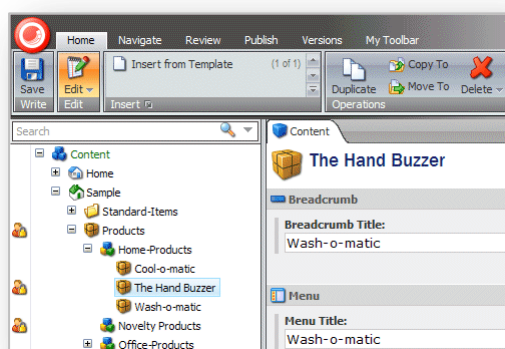 Home Navigate Review Publish Versions My Toolbar
Save
Write
Edit
Edit
Insert from Template (1 of 1)
Insert
Duplicate
Copy To
Move To
Delete
Operations
Search
Content
Home
Sample
Standard-Items
Products
Home-Products
Cool-o-matic
The Hand Buzzer
Wash-o-matic
Novelty Products
Office-Products
Content
The Hand Buzzer
Breadcrumb
Breadcrumb Title:
Wash-o-matic
Menu
Menu Title:
Wash-o-matic